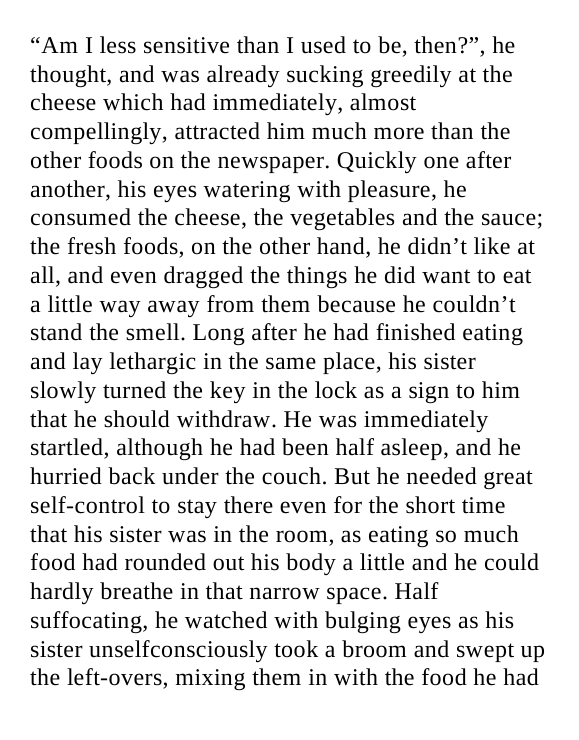 “Am I less sensitive than I used to be, then?”, he
thought, and was already sucking greedily at the
cheese which had immediately, almost
compellingly, attracted him much more than the
other foods on the newspaper. Quickly one after
another, his eyes watering with pleasure, he
consumed the cheese, the vegetables and the sauce;
the fresh foods, on the other hand, he didn’t like at
all, and even dragged the things he did want to eat
a little way away from them because he couldn’t
stand the smell. Long after he had finished eating
and lay lethargic in the same place, his sister
slowly turned the key in the lock as a sign to him
that he should withdraw. He was immediately
startled, although he had been half asleep, and he
hurried back under the couch. But he needed great
self-control to stay there even for the short time
that his sister was in the room, as eating so much
food had rounded out his body a little and he could
hardly breathe in that narrow space. Half
suffocating, he watched with bulging eyes as his
sister unselfconsciously took a broom and swept up
the left-overs, mixing them in with the food he had